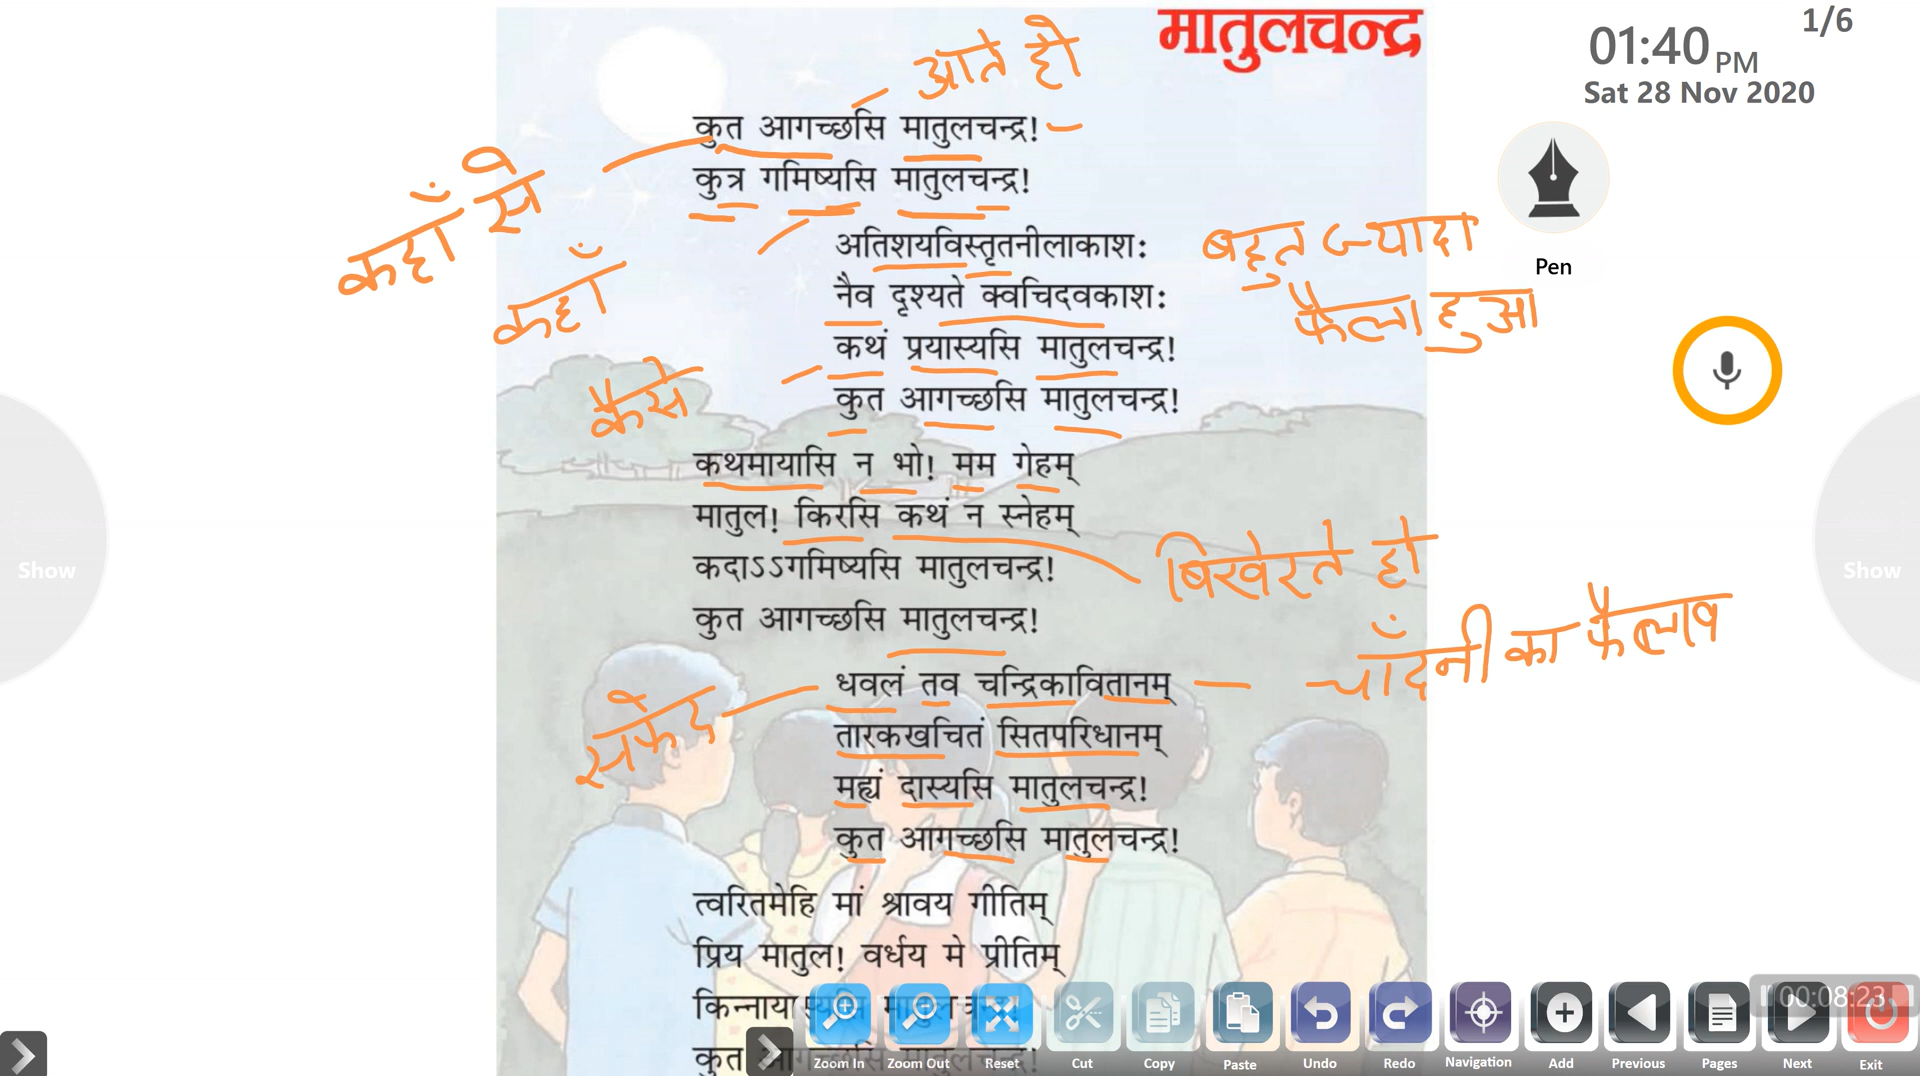 मातुलचन्द्र
1/6
01:40 PM
Sat 28 Nov 2020
आते हो
कुत आगच्छसि मातुलचन्द्र!
कहाँ से
कुत्र गमिष्यसि मातुलचन्द्र!
कहाँ
अतिशयविस्तृतनीलाकाशः
बहुत ज्यादा
फैला हुआ
Pen
नैव दृश्यते क्वचिदवकाशः
कथं प्रयास्यसि मातुलचन्द्र!
कैसे
कुत आगच्छसि मातुलचन्द्र!
कथमायासि न भो! मम गेहम्
मातुल! किरसि कथं न स्नेहम्
बिखेरते हो
कदाऽऽगमिष्यसि मातुलचन्द्र!
Show
Show
कुत आगच्छसि मातुलचन्द्र!
धवलं तव चन्द्रिकावितानम्
चाँदनी का फैलाव
सफेद
तारकखचितं सितपरिधानम्
मह्यं दास्यसि मातुलचन्द्र!
कुत आगच्छसि मातुलचन्द्र!
त्वरितमेहि मां श्रावय गीतिम्
प्रिय मातुल! वर्धय मे प्रीतिम्
किन्नाया
00:08:23
कुत आगच्छसि मातुलचन्द्र!
Zoom In Zoom Out Reset Cut Copy Paste Undo Redo Navigation Add Previous Pages Next Exit